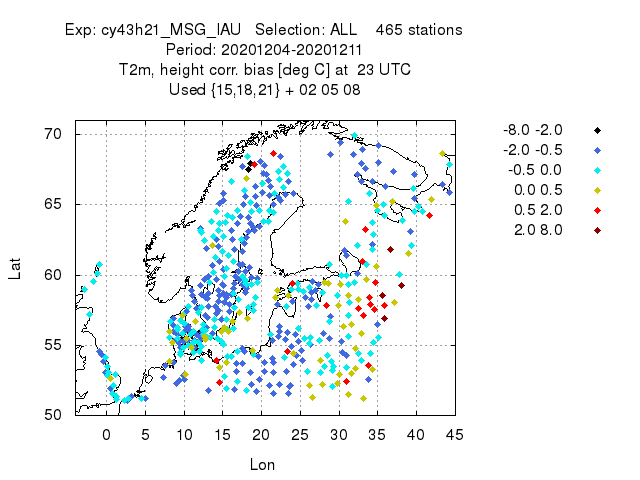 Exp: cy43h21_MSG_IAU   Selection: ALL    465 stations
Period: 20201204-20201211
T2m, height corr. bias [deg C] at  23 UTC
Used {15,18,21} + 02 05 08
-8.0 -2.0
-2.0 -0.5
-0.5 0.0
0.0 0.5
0.5 2.0
2.0 8.0
Lat
70
65
60
55
50
0 5 10 15 20 25 30 35 40 45
Lon